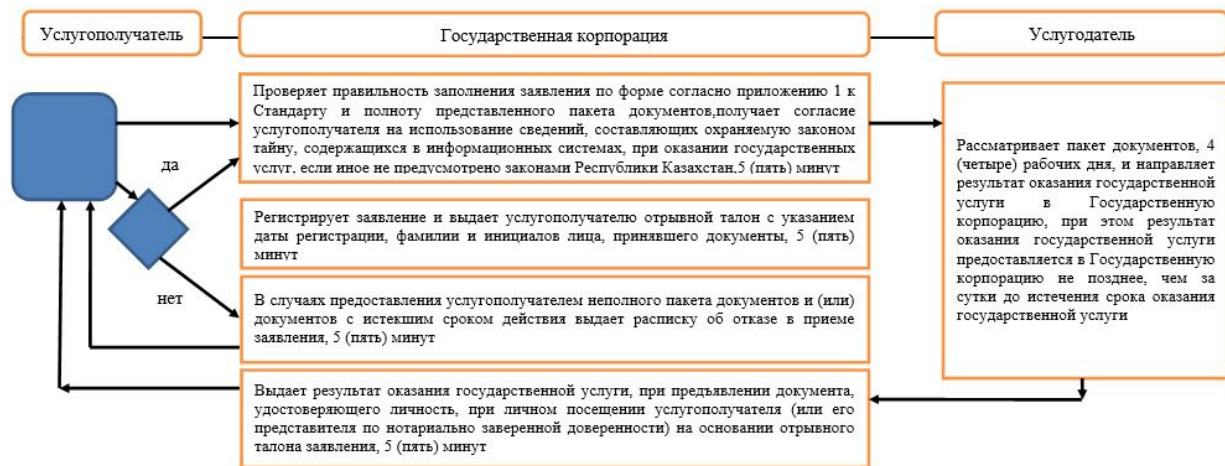 Услугополучатель
Государственная корпорация
Услугодатель
Проверяет правильность заполнения заявления по форме согласно приложению 1 к
Стандарту и полноту представленного пакета документов,получает согласие
услугополучателя на использование сведений, составляющих охраняемую законом
тайну, содержащихся в информационных системах, при оказании государственных
услуг, если иное не предусмотрено законами Республики Казахстан,5 (пять) минут
да
Регистрирует заявление и выдает услугополучателю отрывной талон с указанием
даты регистрации, фамилии и инициалов лица, принявшего документы, 5 (пять)
минут
нет
В случаях предоставления услугополучателем неполного пакета документов и (или)
документов с истекшим сроком действия выдает расписку об отказе в приеме
заявления, 5 (пять) минут
Выдает результат оказания государственной услуги, при предъявлении документа,
удостоверяющего личность, при личном посещении услугополучателя (или его
представителя по нотариально заверенной доверенности) на основании отрывного
талона заявления, 5 (пять) минут
Рассматривает пакет документов, 4
(четыре) рабочих дня, и направляет
результат оказания государственной
услуги в Государственную
корпорацию, при этом результат
оказания государственной услуги
предоставляется в Государственную
корпорацию не позднее, чем за
сутки до истечения срока оказания
государственной услуги